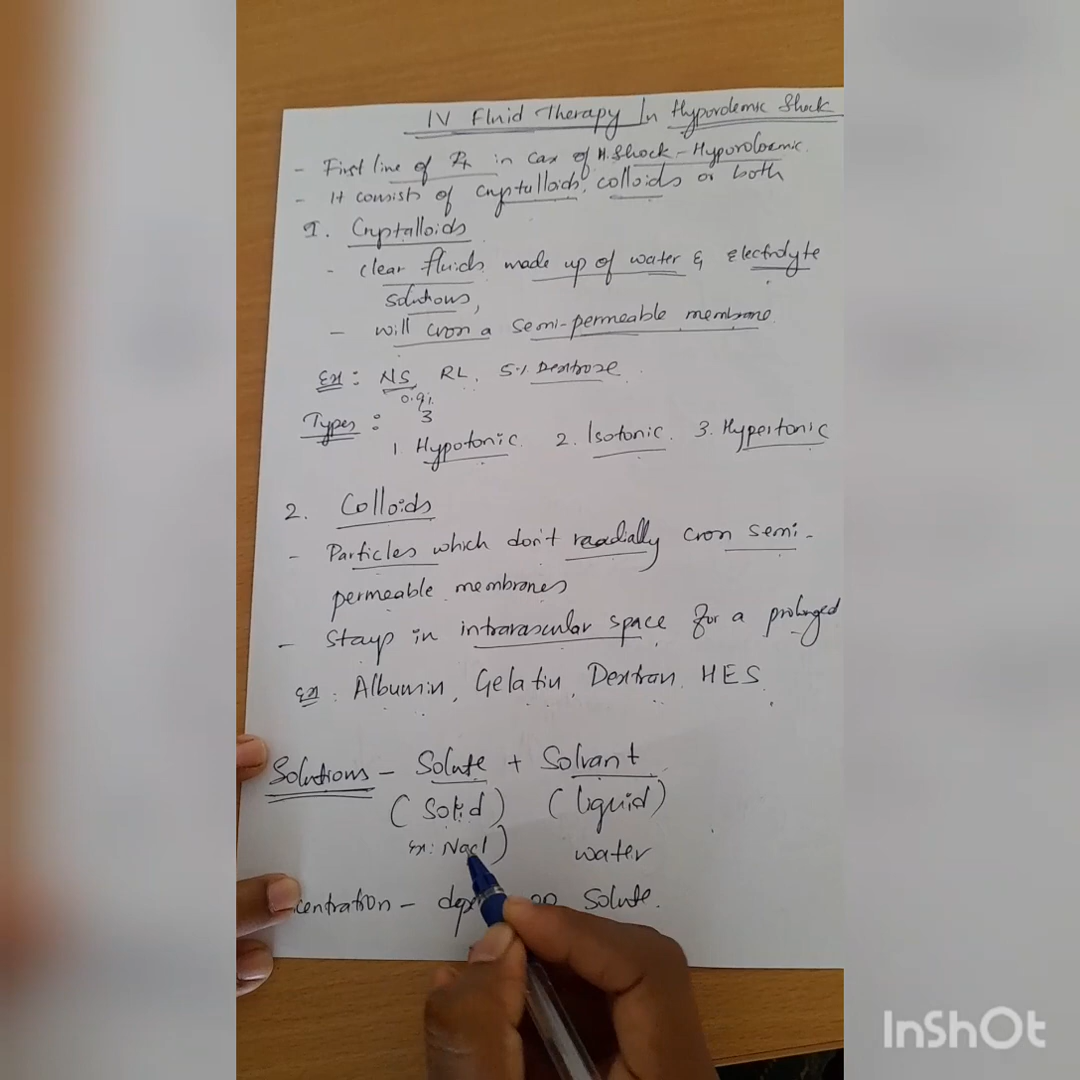 IV Fluid Therapy In Hypovolemic Shock
- First line of Rx in case of H.Shock - Hypovolemic.
- It consists of crystalloids, colloids or both
I. Crystalloids
- clear fluids made up of water & Electrolyte
solutions,
- will cross a semi-permeable membrane
Ex: NS, RL, 5% Dextrose
0.9%
Types : 3
1. Hypotonic 2. Isotonic. 3. Hypertonic
2. Colloids
- Particles which don't readially cross semi-
permeable membranes
- Stays in intravascular space for a prolonged
Ex: Albumin, Gelatin, Dextran, HES
Solutions - Solute + Solvant
(Solid) (liquid)
Ex: Nacl) water
centration - on solute.
InShOt